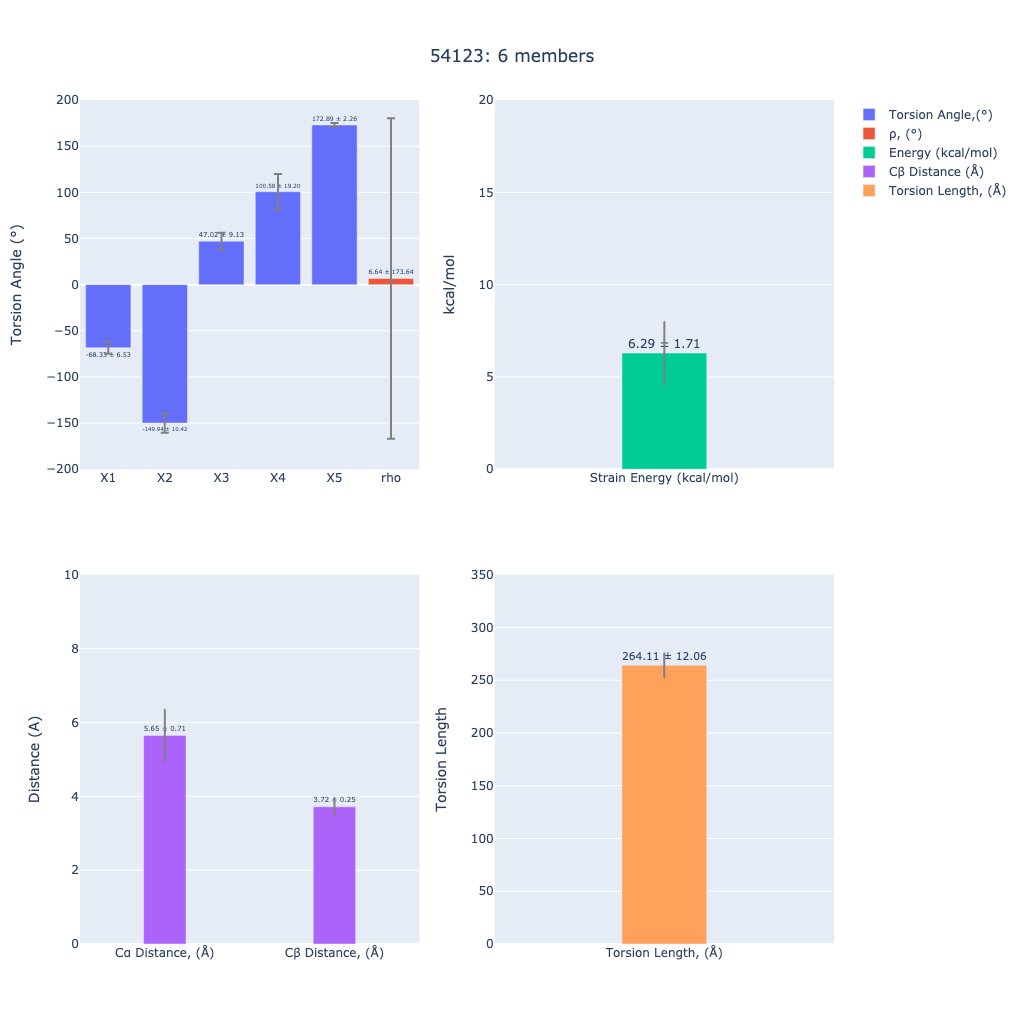 54123: 6 members
Torsion Angle (°)
200
150
100
50
0
−50
−100
−150
−200
-68.33 ± 6.53
-149.94 ± 10.42
47.02 ± 9.13
100.58 ± 19.20
172.89 ± 2.26
6.64 ± 173.64
X1 X2 X3 X4 X5 rho
kcal/mol
20
15
10
5
0
6.29 ± 1.71
Strain Energy (kcal/mol)
Torsion Angle,(°)
ρ, (°)
Energy (kcal/mol)
Cβ Distance (Å)
Torsion Length, (Å)
Distance (A)
10
8
6
4
2
0
5.65 ± 0.71
3.72 ± 0.25
Cα Distance, (Å) Cβ Distance, (Å)
Torsion Length
350
300
250
200
150
100
50
0
264.11 ± 12.06
Torsion Length, (Å)